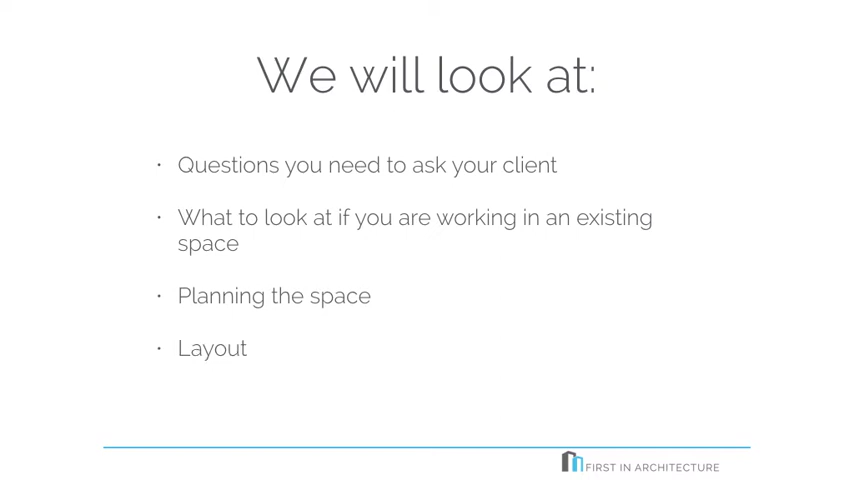 We will look at:
• Questions you need to ask your client
• What to look at if you are working in an existing
space
• Planning the space
• Layout
FIRST IN ARCHITECTURE